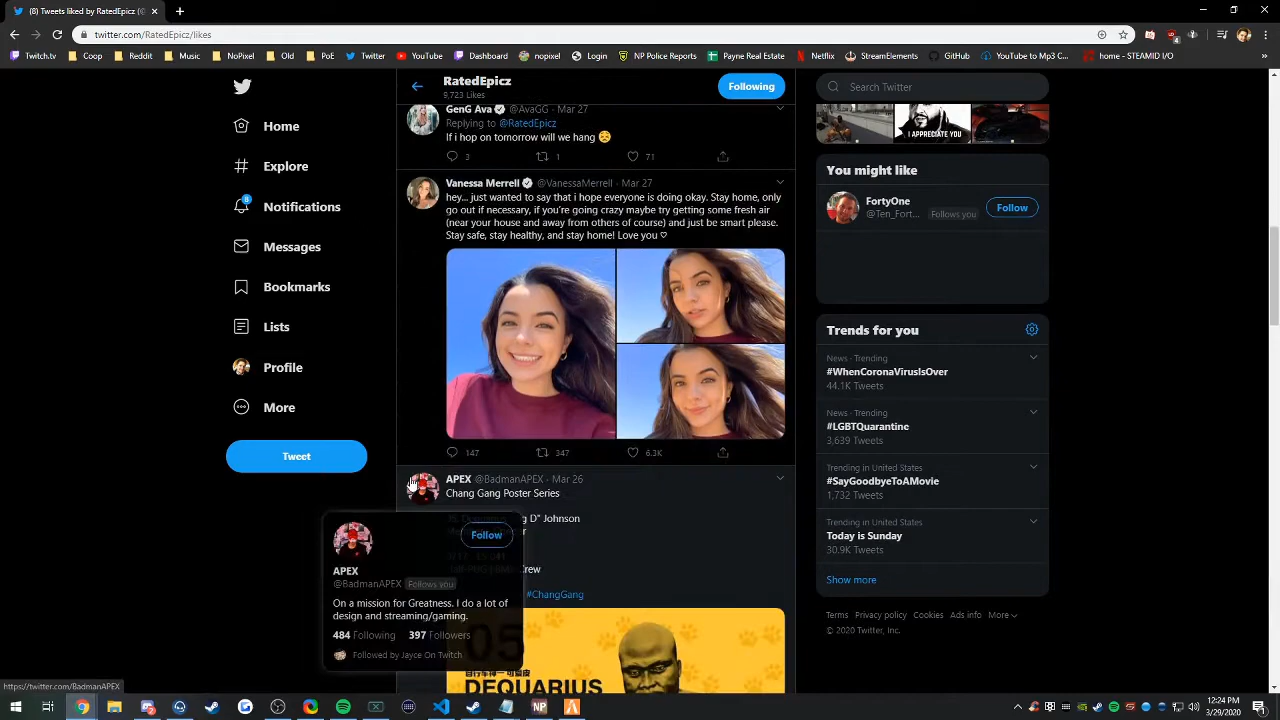 (8) Tweets liked by RatedEpicz (@
twitter.com/RatedEpicz/likes
Twitch.tv Coop Reddit Music NoPixel Old PoE Twitter YouTube Dashboard nopixel Login NP Police Reports Payne Real Estate Netflix StreamElements GitHub YouTube to Mp3 C... home - STEAMID I/O
RatedEpicz
9,723 Likes
Following
Search Twitter
Home
Explore
8
Notifications
Messages
Bookmarks
Lists
Profile
More
Tweet
GenG Ava @AvaGG · Mar 27
Replying to @RatedEpicz
If i hop on tomorrow will we hang 😔
3 1 71
Vanessa Merrell @VanessaMerrell · Mar 27
hey... just wanted to say that i hope everyone is doing okay. Stay home, only
go out if necessary, if you're going crazy maybe try getting some fresh air
(near your house and away from others of course) and just be smart please.
Stay safe, stay healthy, and stay home! Love you ♡
147 347 6.3K
APEX @BadmanAPEX · Mar 26
Chang Gang Poster Series
g D" Johnson
Crew
#ChangGang
自行车神一
DEQUARIUS
Follow
APEX
@BadmanAPEX Follows you
On a mission for Greatness. I do a lot of
design and streaming/gaming.
484 Following 397 Followers
Followed by Jayce On Twitch
I APPRECIATE YOU
You might like
FortyOne
@Ten_Fort... Follows you
Follow
Trends for you
News · Trending
#WhenCoronaVirusIsOver
44.1K Tweets
News · Trending
#LGBTQuarantine
3,639 Tweets
Trending in United States
#SayGoodbyeToAMovie
1,732 Tweets
Trending in United States
Today is Sunday
30.9K Tweets
Show more
Terms Privacy policy Cookies Ads info More
© 2020 Twitter, Inc.
https://twitter.com/BadmanAPEX
NP
12:24 PM
3/29/2020